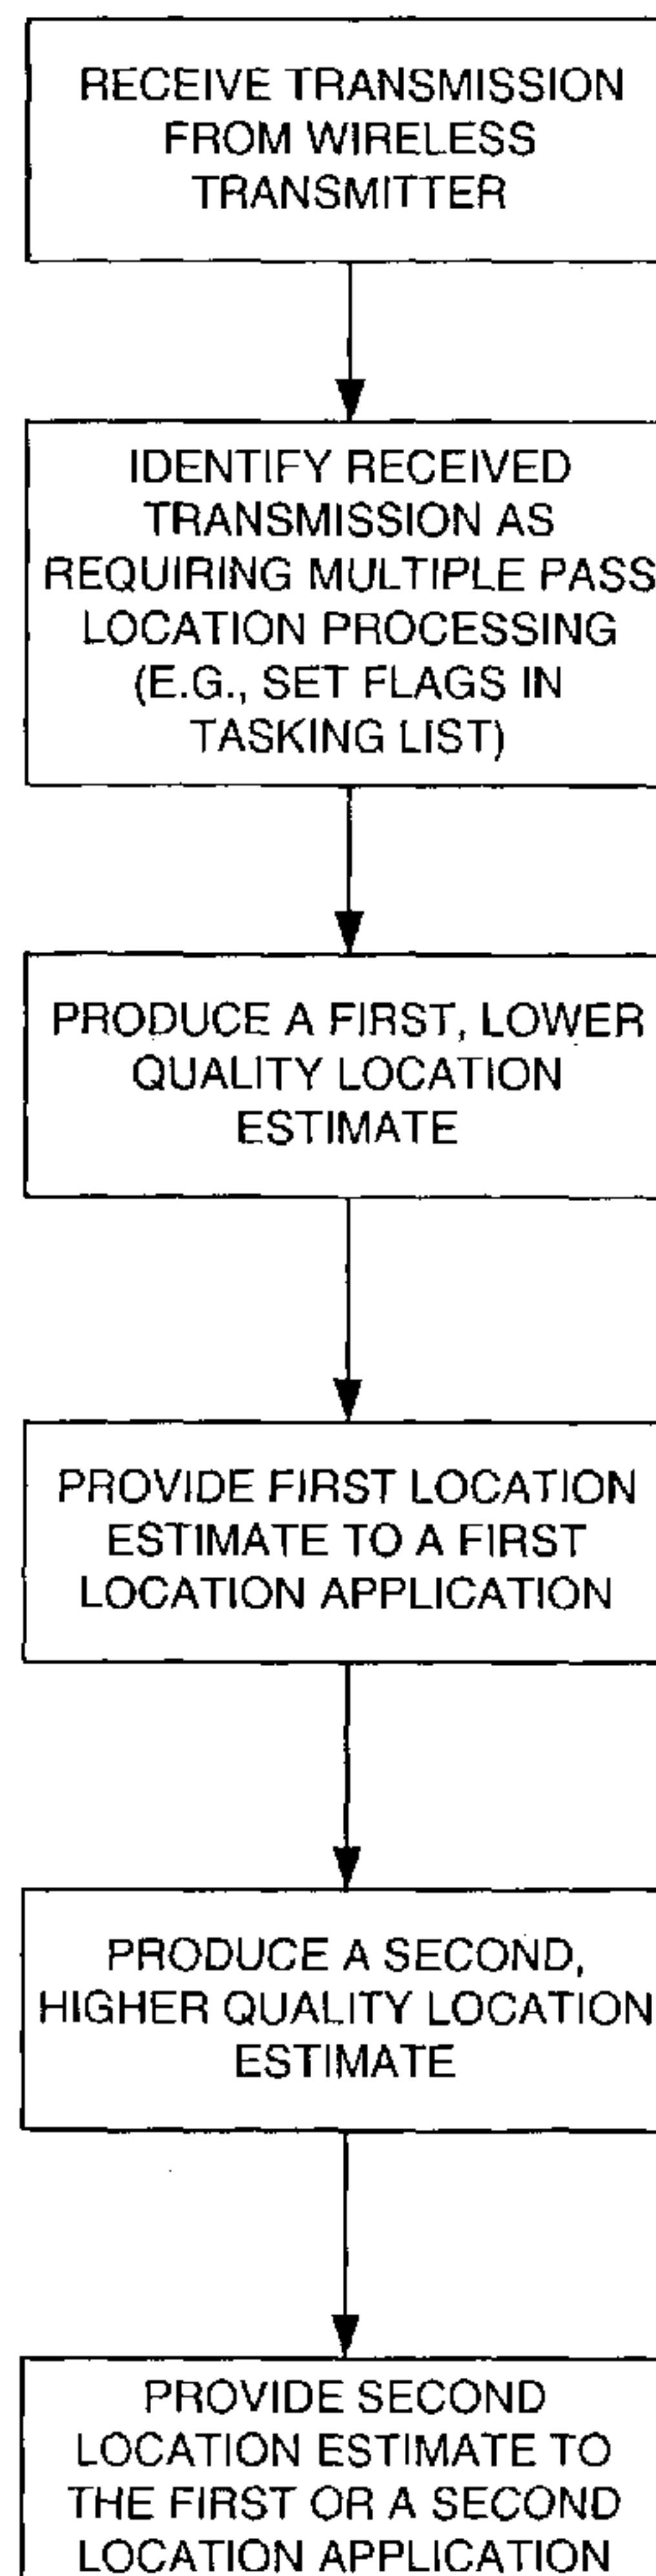 RECEIVE TRANSMISSION
FROM WIRELESS
TRANSMITTER
IDENTIFY RECEIVED
TRANSMISSION AS
REQUIRING MULTIPLE PASS
LOCATION PROCESSING
(E.G., SET FLAGS IN
TASKING LIST)
PRODUCE A FIRST, LOWER
QUALITY LOCATION
ESTIMATE
PROVIDE FIRST LOCATION
ESTIMATE TO A FIRST
LOCATION APPLICATION
PRODUCE A SECOND,
HIGHER QUALITY LOCATION
ESTIMATE
PROVIDE SECOND
LOCATION ESTIMATE TO
THE FIRST OR A SECOND
LOCATION APPLICATION